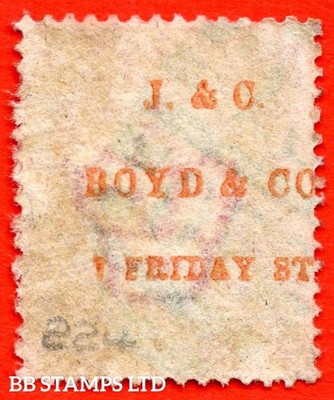 J. & C.
BOYD & CO
FRIDAY ST
224
BB STAMPS LTD